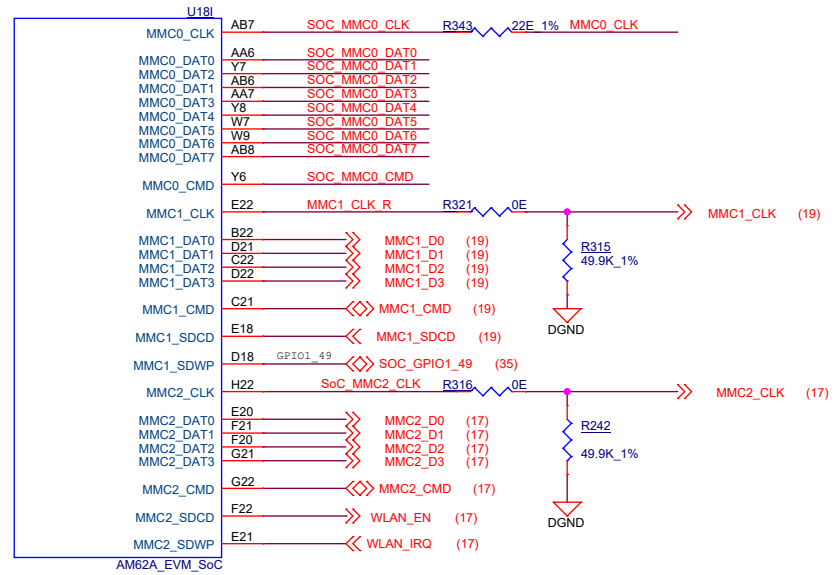 U18I
MMC0_CLK AB7 SOC_MMC0_CLK R343 22E_1% MMC0_CLK
MMC0_DAT0 AA6 SOC_MMC0_DAT0
MMC0_DAT2 Y7 SOC_MMC0_DAT1
MMC0_DAT1 AB6 SOC_MMC0_DAT2
MMC0_DAT3 AA7 SOC_MMC0_DAT3
MMC0_DAT4 Y8 SOC_MMC0_DAT4
MMC0_DAT5 W7 SOC_MMC0_DAT5
MMC0_DAT6 W9 SOC_MMC0_DAT6
MMC0_DAT7 AB8 SOC_MMC0_DAT7
MMC0_CMD Y6 SOC_MMC0_CMD
MMC1_CLK E22 MMC1_CLK_R R321 0E MMC1_CLK (19)
MMC1_DAT0 B22 MMC1_D0 (19)
MMC1_DAT1 D21 MMC1_D1 (19)
R315
MMC1_DAT2 C22 MMC1_D2 (19)
49.9K_1%
MMC1_DAT3 D22 MMC1_D3 (19)
MMC1_CMD C21 MMC1_CMD (19)
DGND
MMC1_SDCD E18 MMC1_SDCD (19)
MMC1_SDWP D18 GPIO1_49 SOC_GPIO1_49 (35)
MMC2_CLK H22 SoC_MMC2_CLK R316 0E MMC2_CLK (17)
MMC2_DAT0 E20 MMC2_D0 (17)
MMC2_DAT1 F21 MMC2_D1 (17)
R242
MMC2_DAT2 F20 MMC2_D2 (17)
49.9K_1%
MMC2_DAT3 G21 MMC2_D3 (17)
MMC2_CMD G22 MMC2_CMD (17)
MMC2_SDCD F22 WLAN_EN (17)
DGND
MMC2_SDWP E21 WLAN_IRQ (17)
AM62A_EVM_SoC